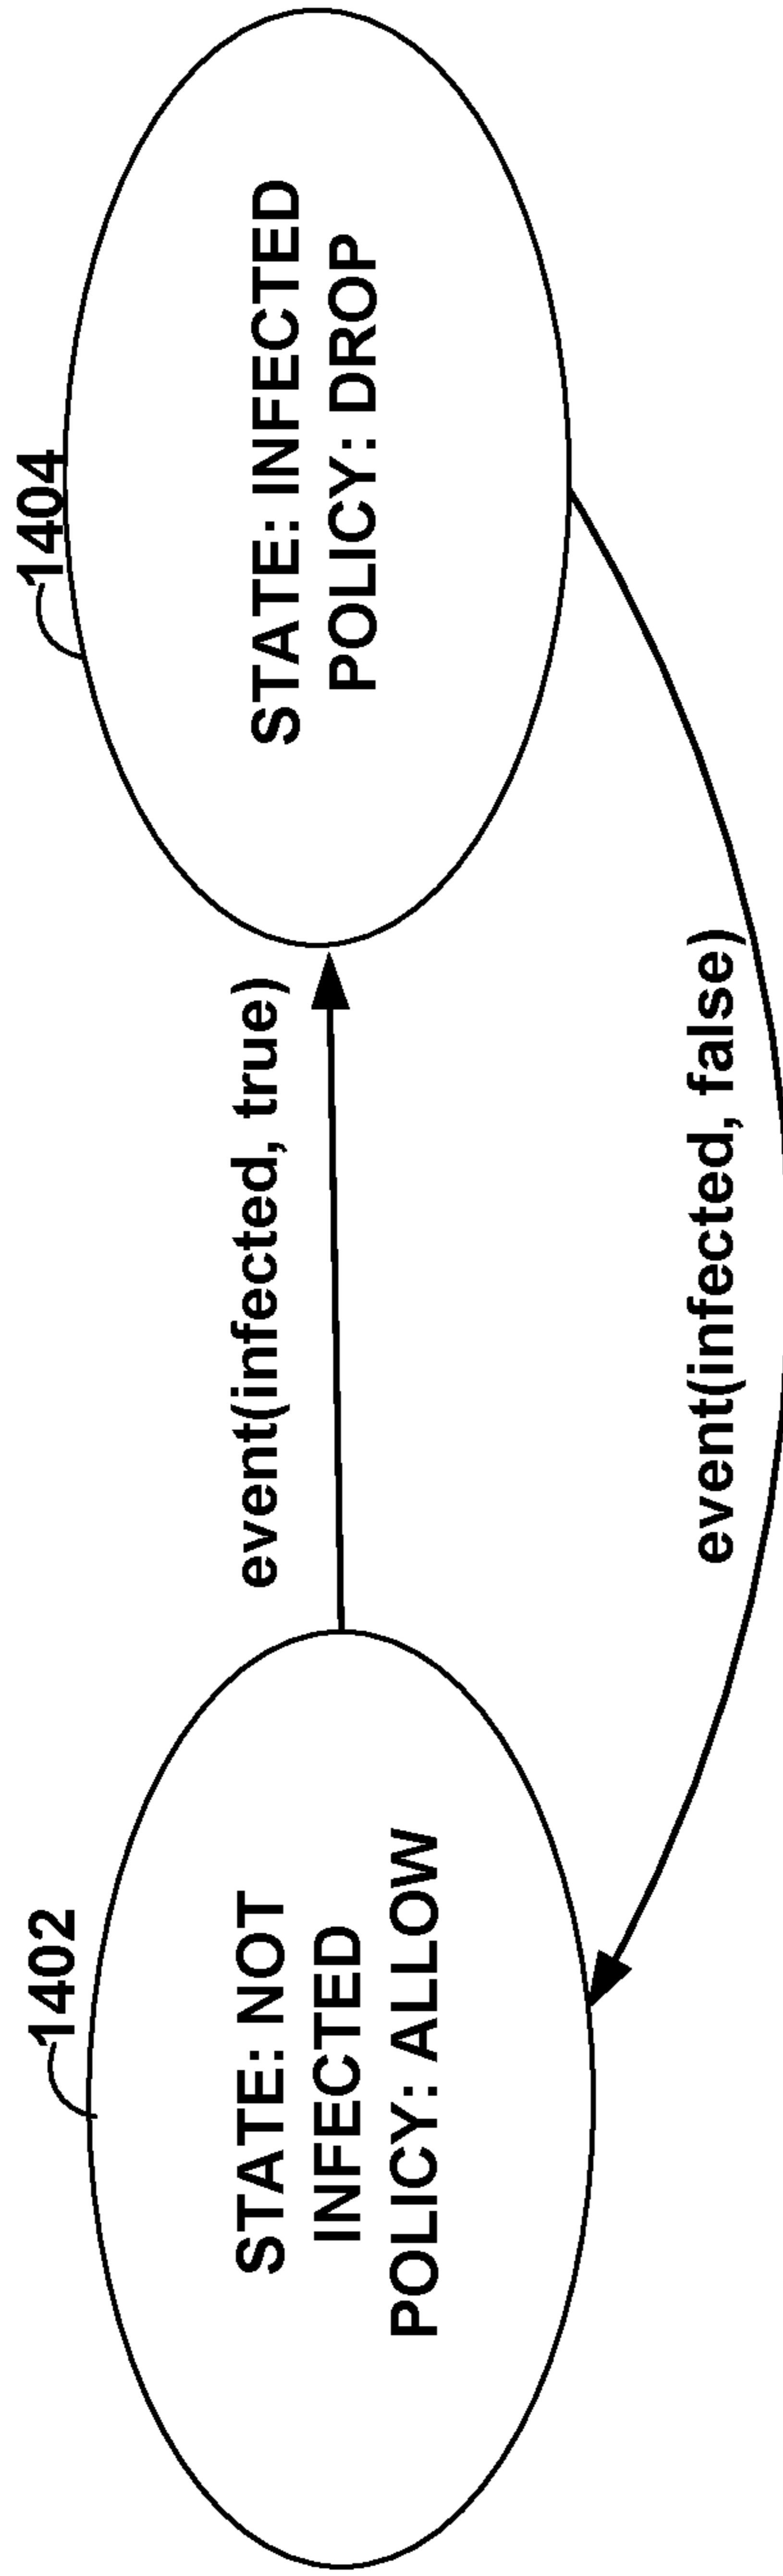 1402
STATE: NOT
INFECTED
POLICY: ALLOW
event(infected, true)
event(infected, false)
1404
STATE: INFECTED
POLICY: DROP